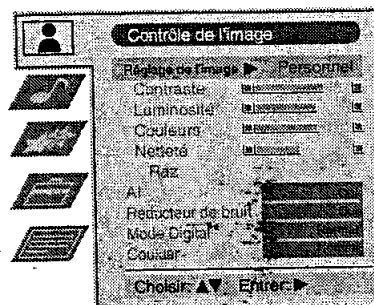 Contrôle de l'image
Réglage de l'image ▶ Personnel
Contraste
Luminosité
Couleurs
Netteté
Raz
AI
Réducteur de bruit
Mode Digital
Couluar
Choisir: ▲▼ Entrer: ▶